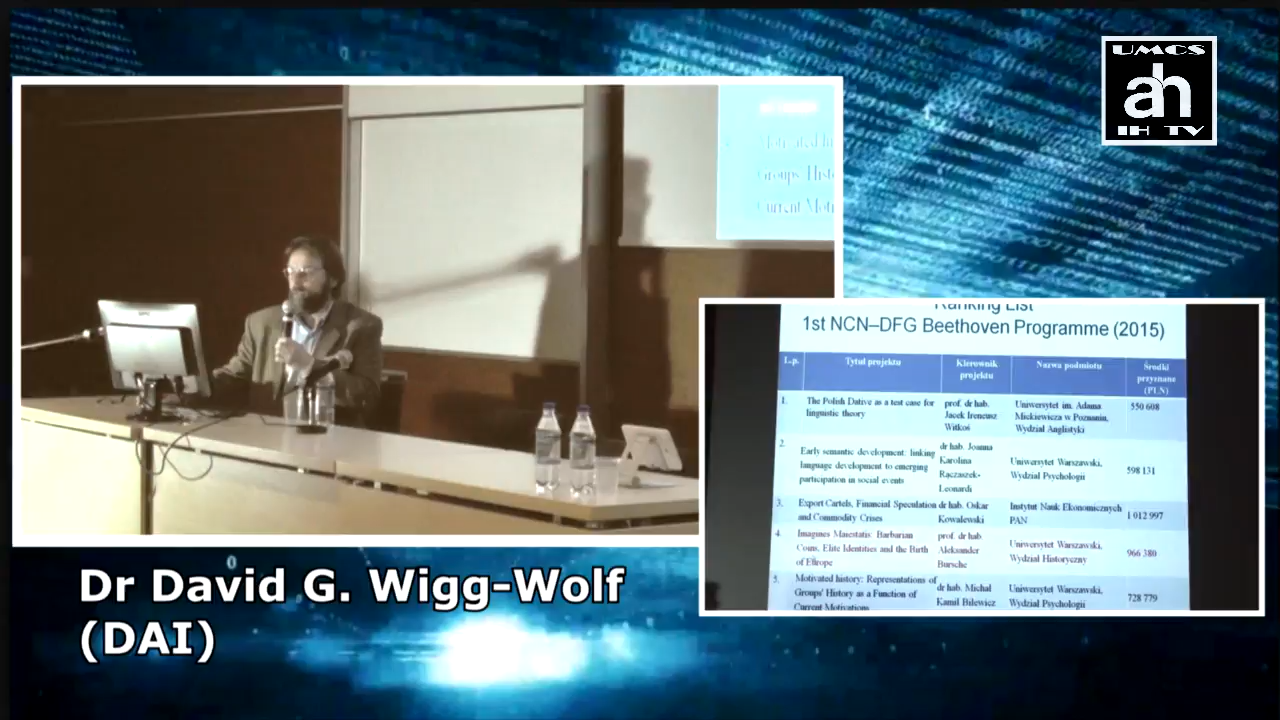 UMCS
ah
IH TV
Motivated
Groups' Hist
Current Moti
Ranking List
1st NCN–DFG Beethoven Programme (2015)
L.p.
Tytuł projektu
Kierownik
projektu
Nazwa podmiotu
Środki
przyznane
(PLN)
1.
The Polish Dative as a test case for
linguistic theory
prof. dr hab.
Jacek Ireneusz
Witkoś
Uniwersytet im. Adama
Mickiewicza w Poznaniu,
Wydział Anglistyki
550 608
2.
Early semantic development: linking
language development to emerging
participation in social events
dr hab. Joanna
Karolina
Rączaszek-
Leonardi
Uniwersytet Warszawski,
Wydział Psychologii
598 131
3.
Export Cartels, Financial Speculation
and Commodity Crises
dr hab. Oskar
Kowalewski
Instytut Nauk Ekonomicznych
PAN
1 012 997
4.
Imagines Maiestatis: Barbarian
Coins, Elite Identities and the Birth
of Europe
prof. dr hab.
Aleksander
Bursche
Uniwersytet Warszawski,
Wydział Historyczny
966 380
5.
Motivated history: Representations of
Groups' History as a Function of
Current Motivations
dr hab. Michał
Kamil Bilewicz
Uniwersytet Warszawski,
Wydział Psychologii
728 779
Dr David G. Wigg-Wolf
(DAI)